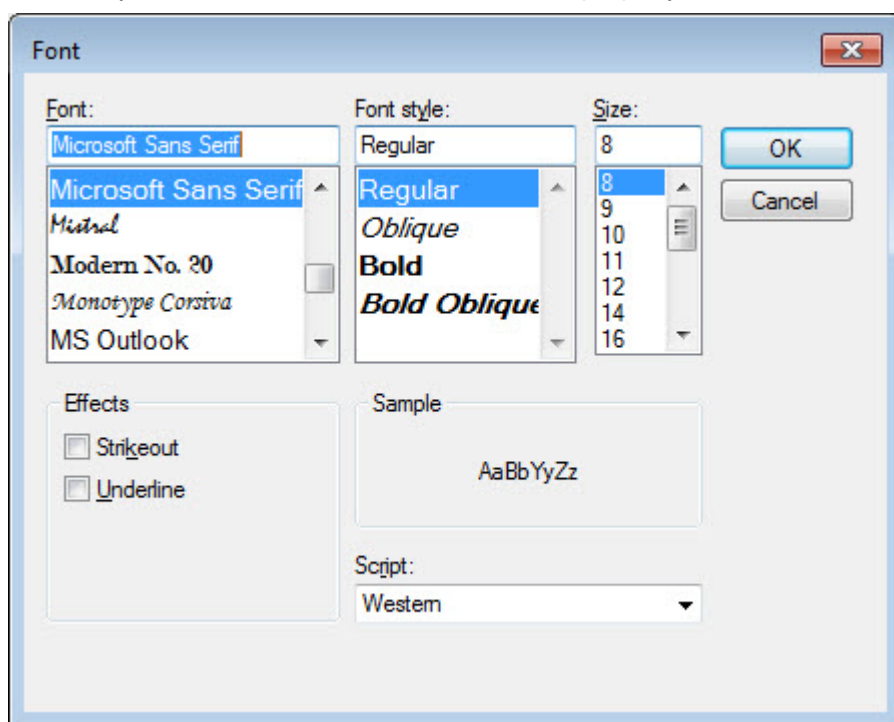 Font
Font:
Microsoft Sans Serif
Microsoft Sans Serif
Mistral
Modern No. 20
Monotype Corsiva
MS Outlook
Font style:
Regular
Regular
Oblique
Bold
Bold Oblique
Size:
8
8
9
10
11
12
14
16
OK
Cancel
Effects
Strikeout
Underline
Sample
AaBbYyZz
Script:
Western